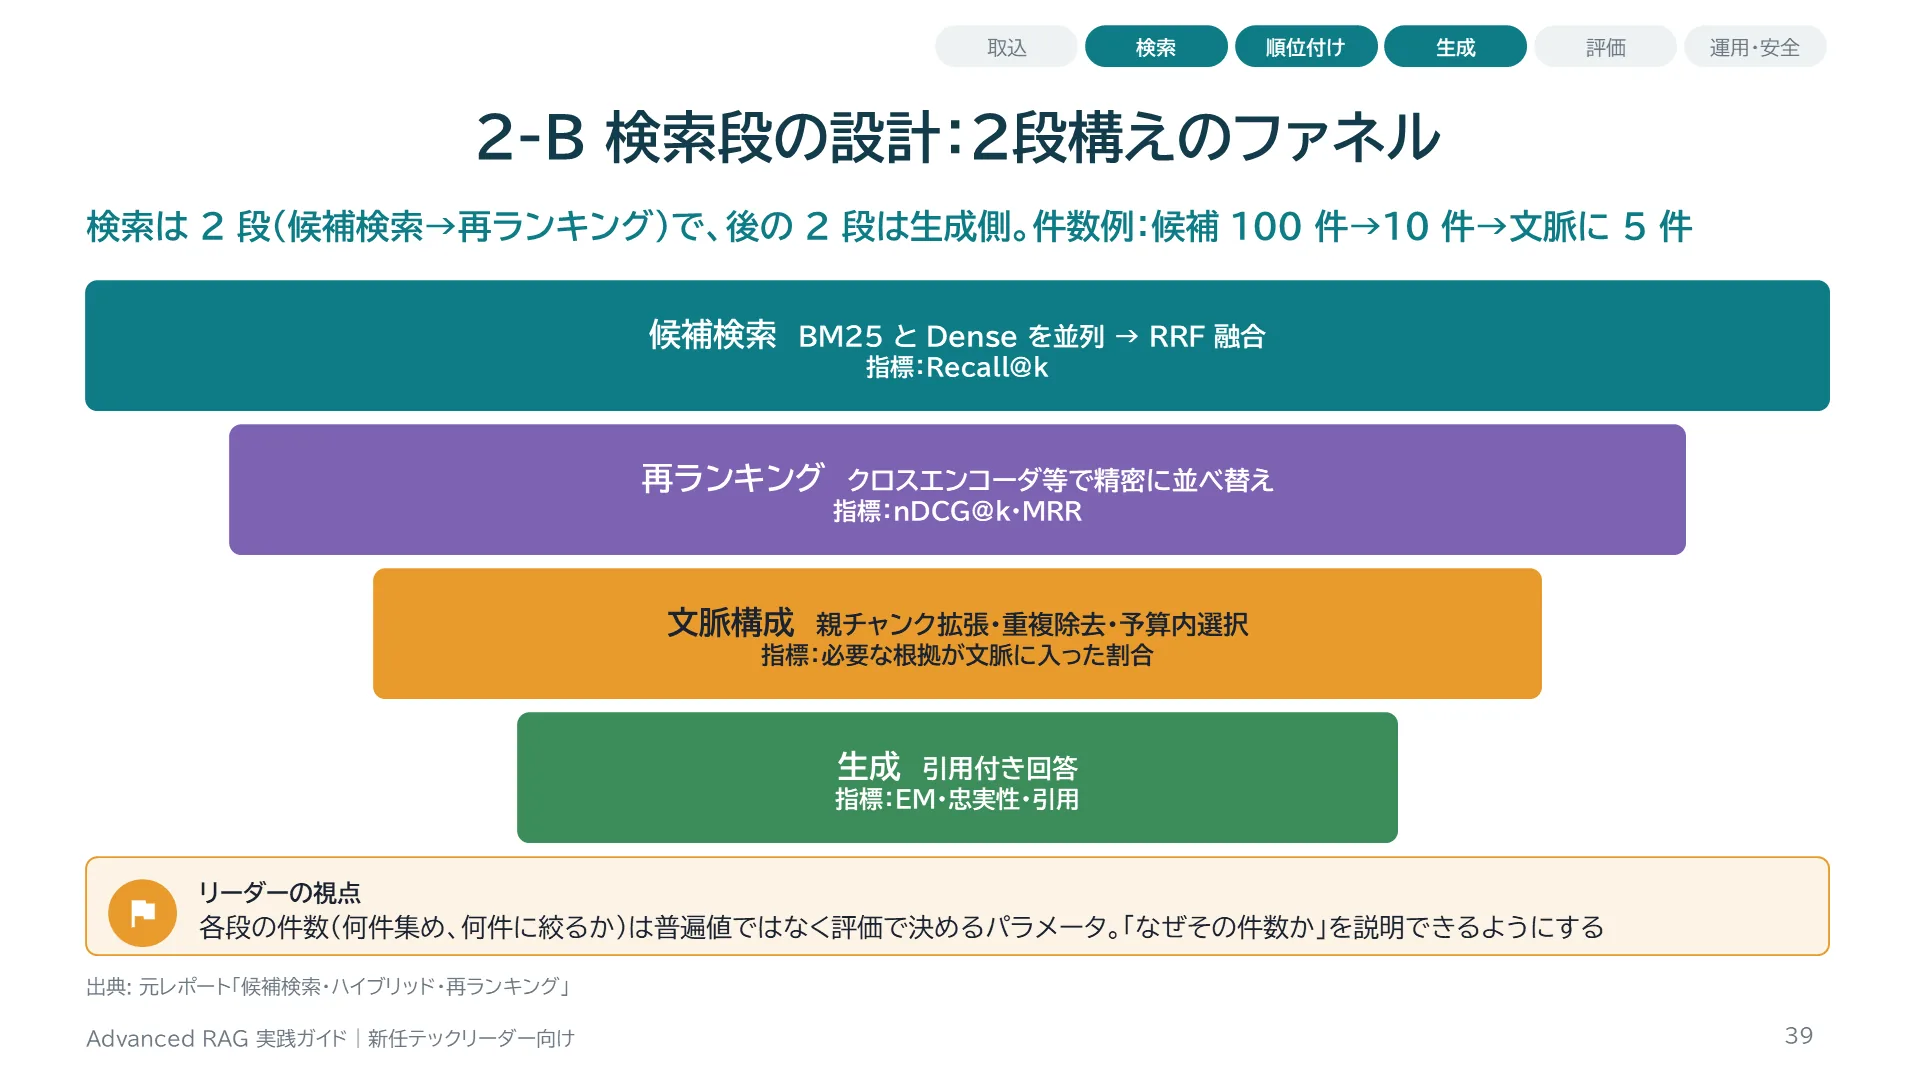 取込
検索
順位付け
生成
評価
運用・安全
2-B 検索段の設計：2段構えのファネル
検索は 2 段（候補検索→再ランキング）で、後の 2 段は生成側。件数例：候補 100 件→10 件→文脈に 5 件
候補検索 BM25 と Dense を並列 → RRF 融合
指標：Recall@k
再ランキング クロスエンコーダ等で精密に並べ替え
指標：nDCG@k・MRR
文脈構成 親チャンク拡張・重複除去・予算内選択
指標：必要な根拠が文脈に入った割合
生成 引用付き回答
指標：EM・忠実性・引用
リーダーの視点
各段の件数（何件集め、何件に絞るか）は普遍値ではなく評価で決めるパラメータ。「なぜその件数か」を説明できるようにする
出典: 元レポート「候補検索・ハイブリッド・再ランキング」
Advanced RAG 実践ガイド｜新任テックリーダー向け
39